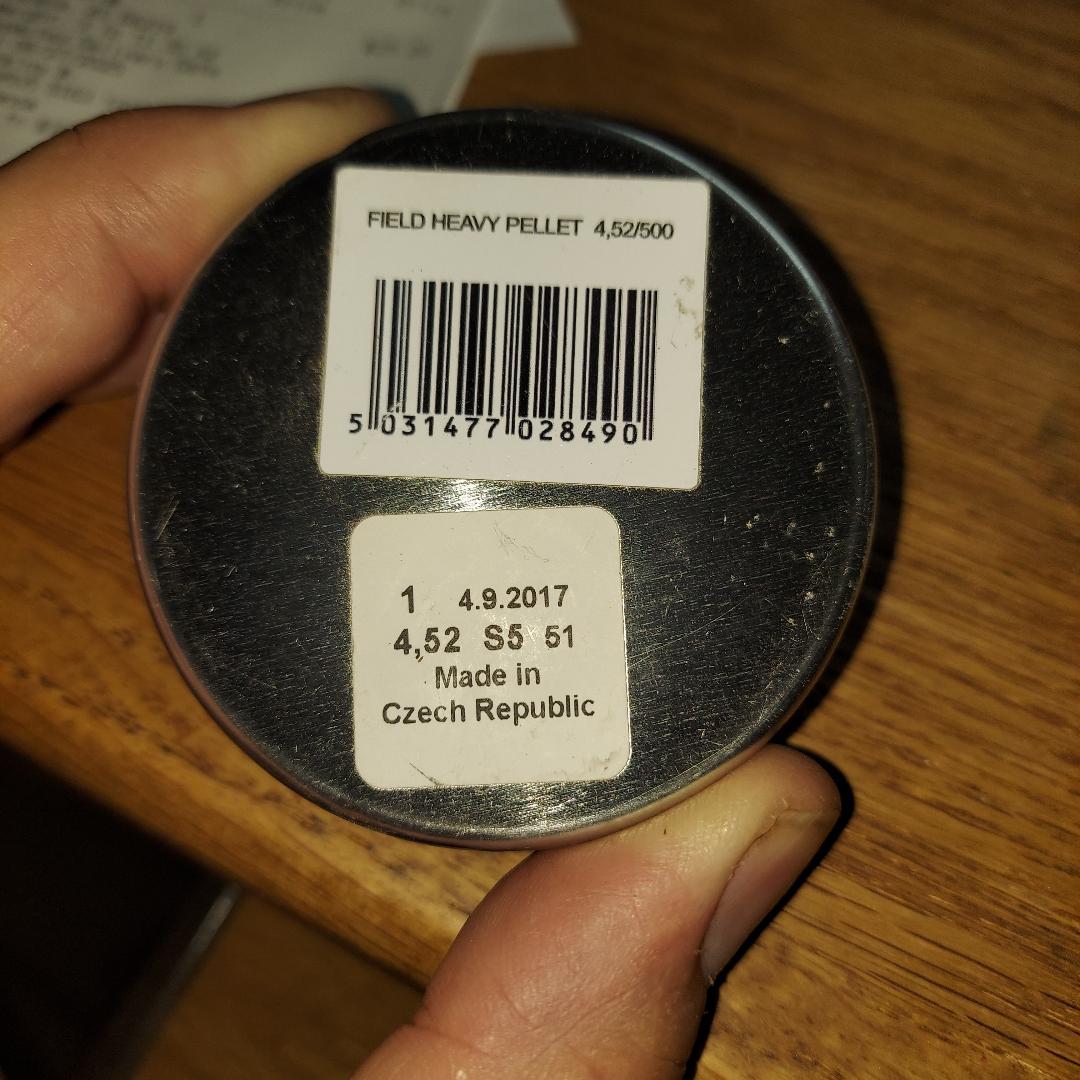 FIELD HEAVY PELLET 4,52/500
5 031477 028490
1 4.9.2017
4,52 S5 51
Made in
Czech Republic